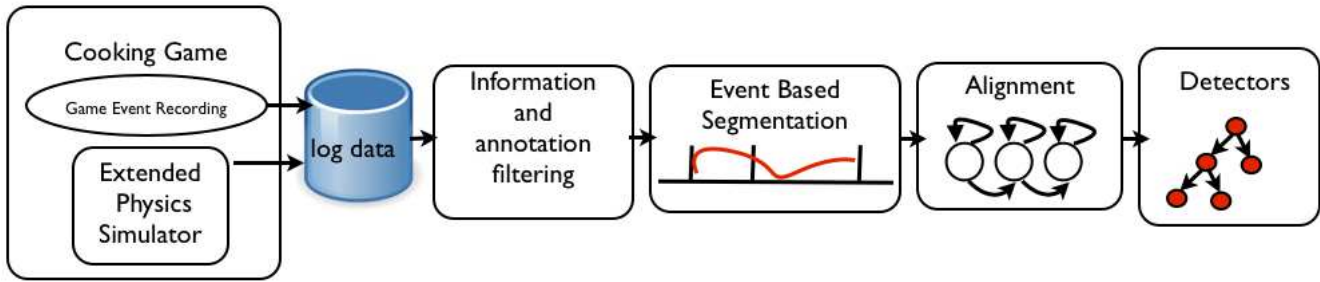 Cooking Game
Game Event Recording
Extended
Physics
Simulator
log data
Information
and
annotation
filtering
Event Based
Segmentation
Alignment
Detectors